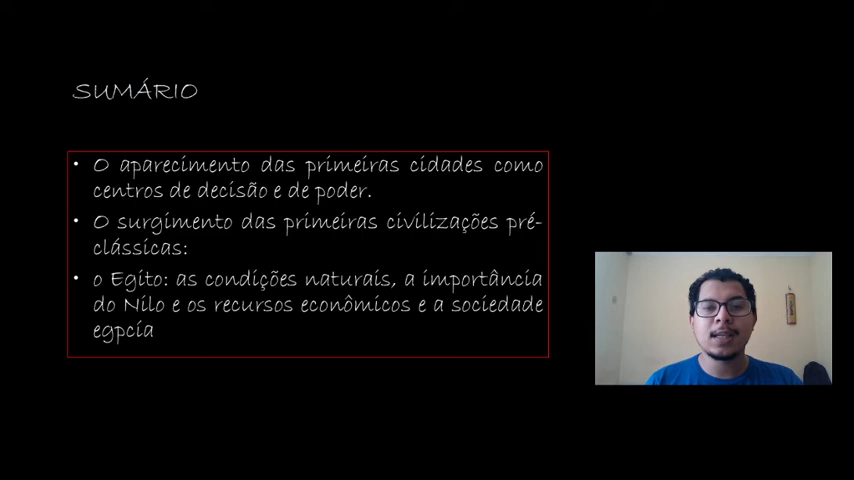 SUMÁRIO
• O aparecimento das primeiras cidades como
centros de decisão e de poder.
• O surgimento das primeiras civilizações pré-
clássicas:
• o Egito: as condições naturais, a importância
do Nilo e os recursos econômicos e a sociedade
egpcía